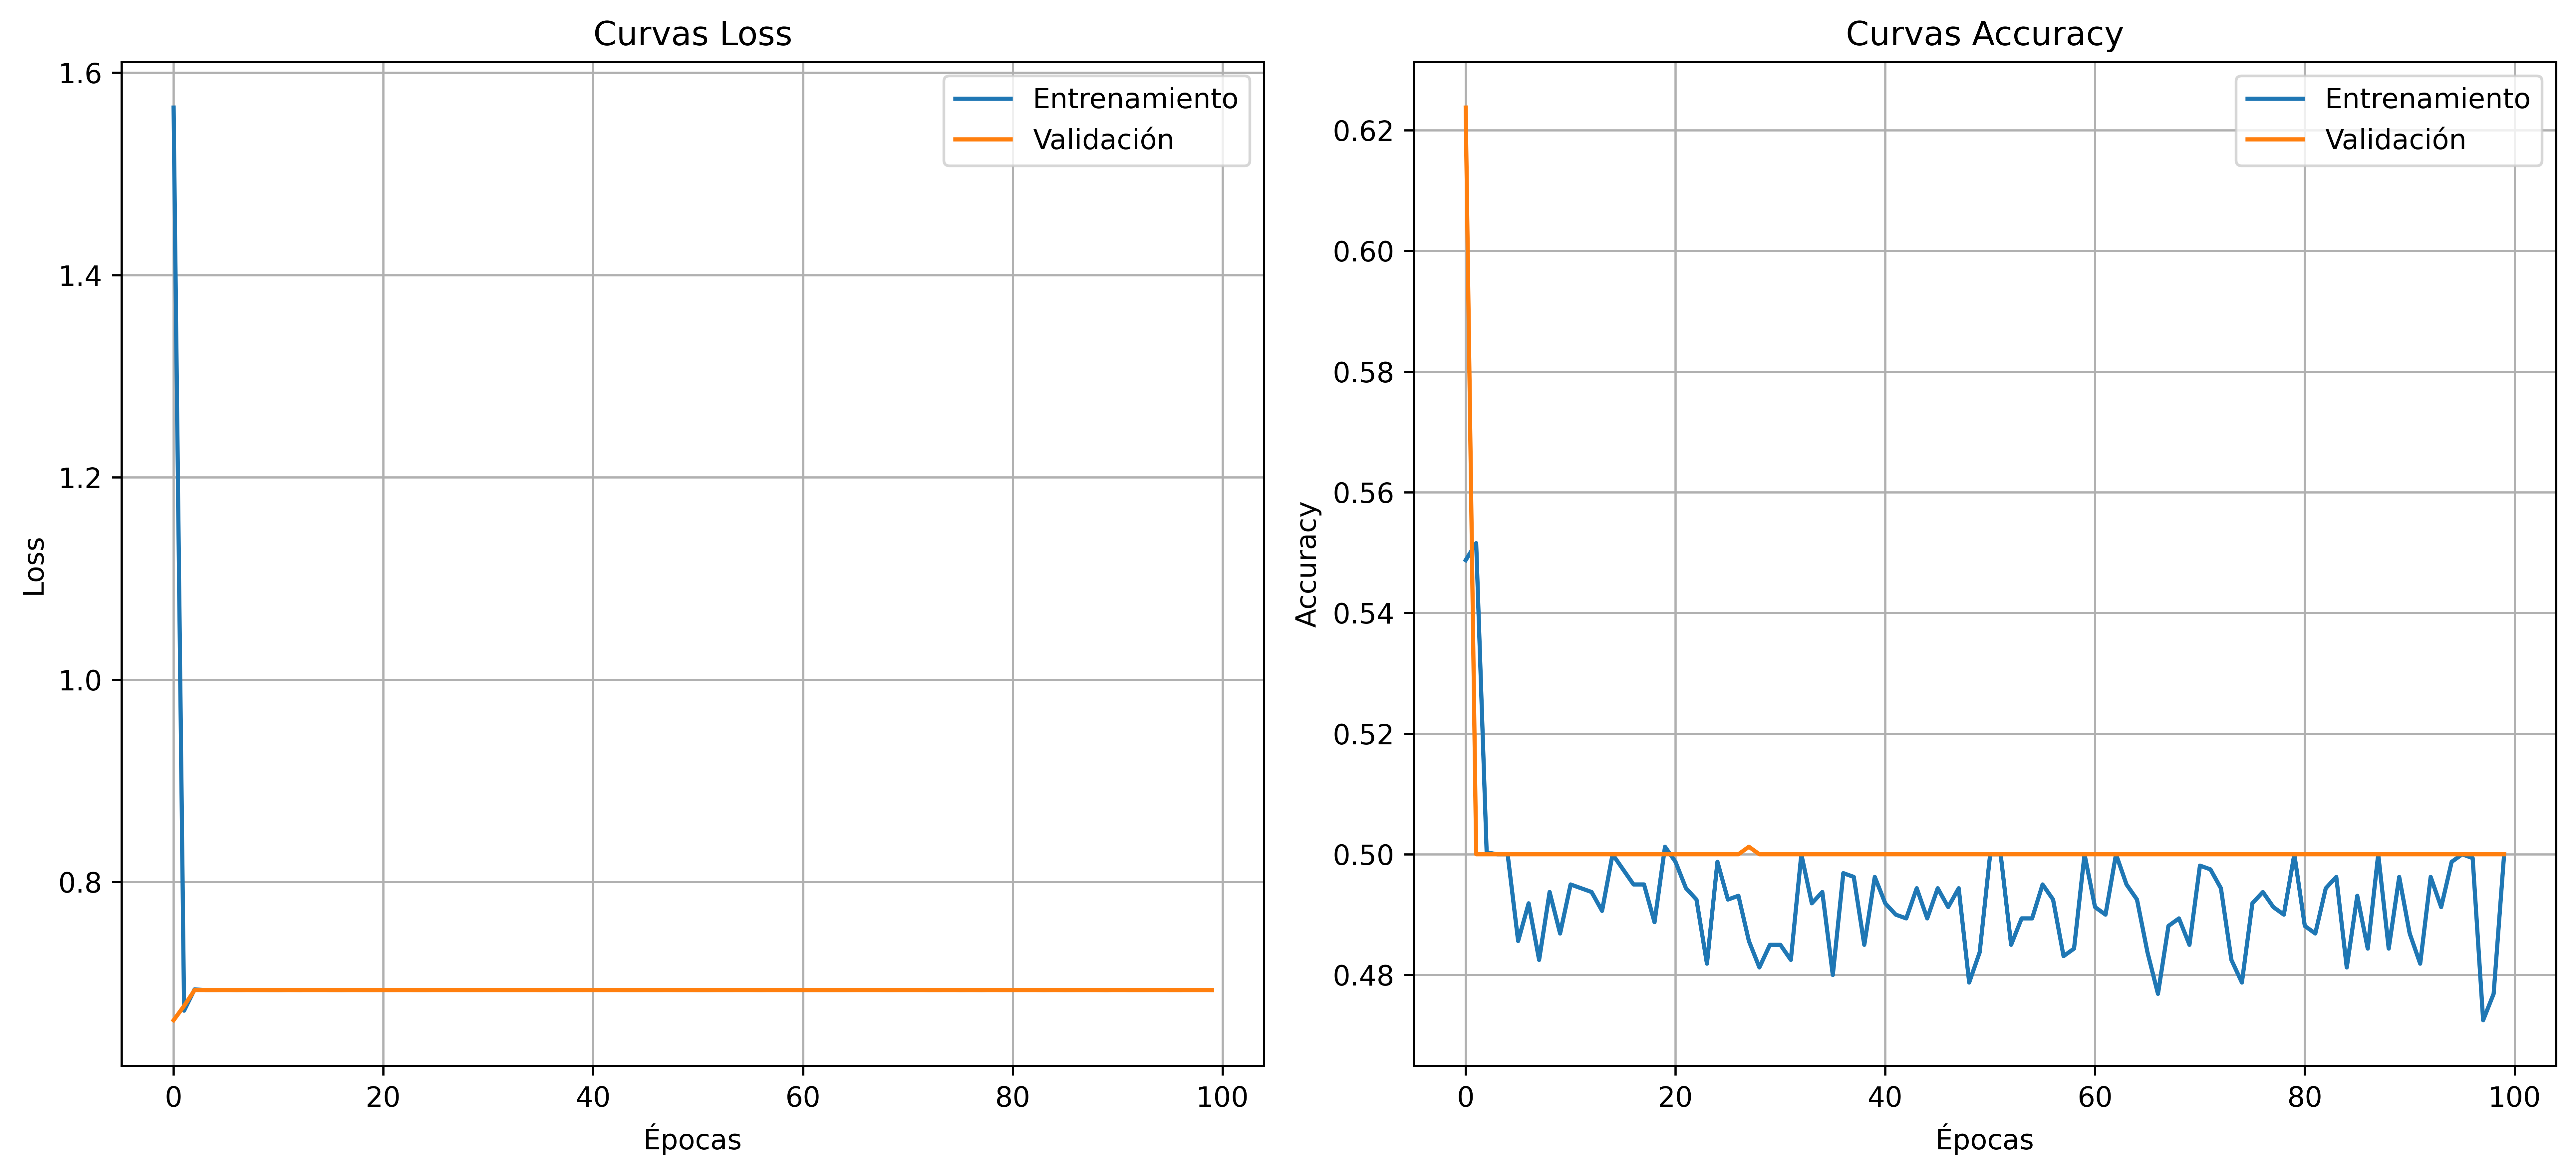 Curvas Loss
1.6
1.4
1.2
1.0
0.8
Loss
0 20 40 60 80 100
Épocas
Entrenamiento
Validación
Curvas Accuracy
0.62
0.60
0.58
0.56
0.54
0.52
0.50
0.48
Accuracy
0 20 40 60 80 100
Épocas
Entrenamiento
Validación